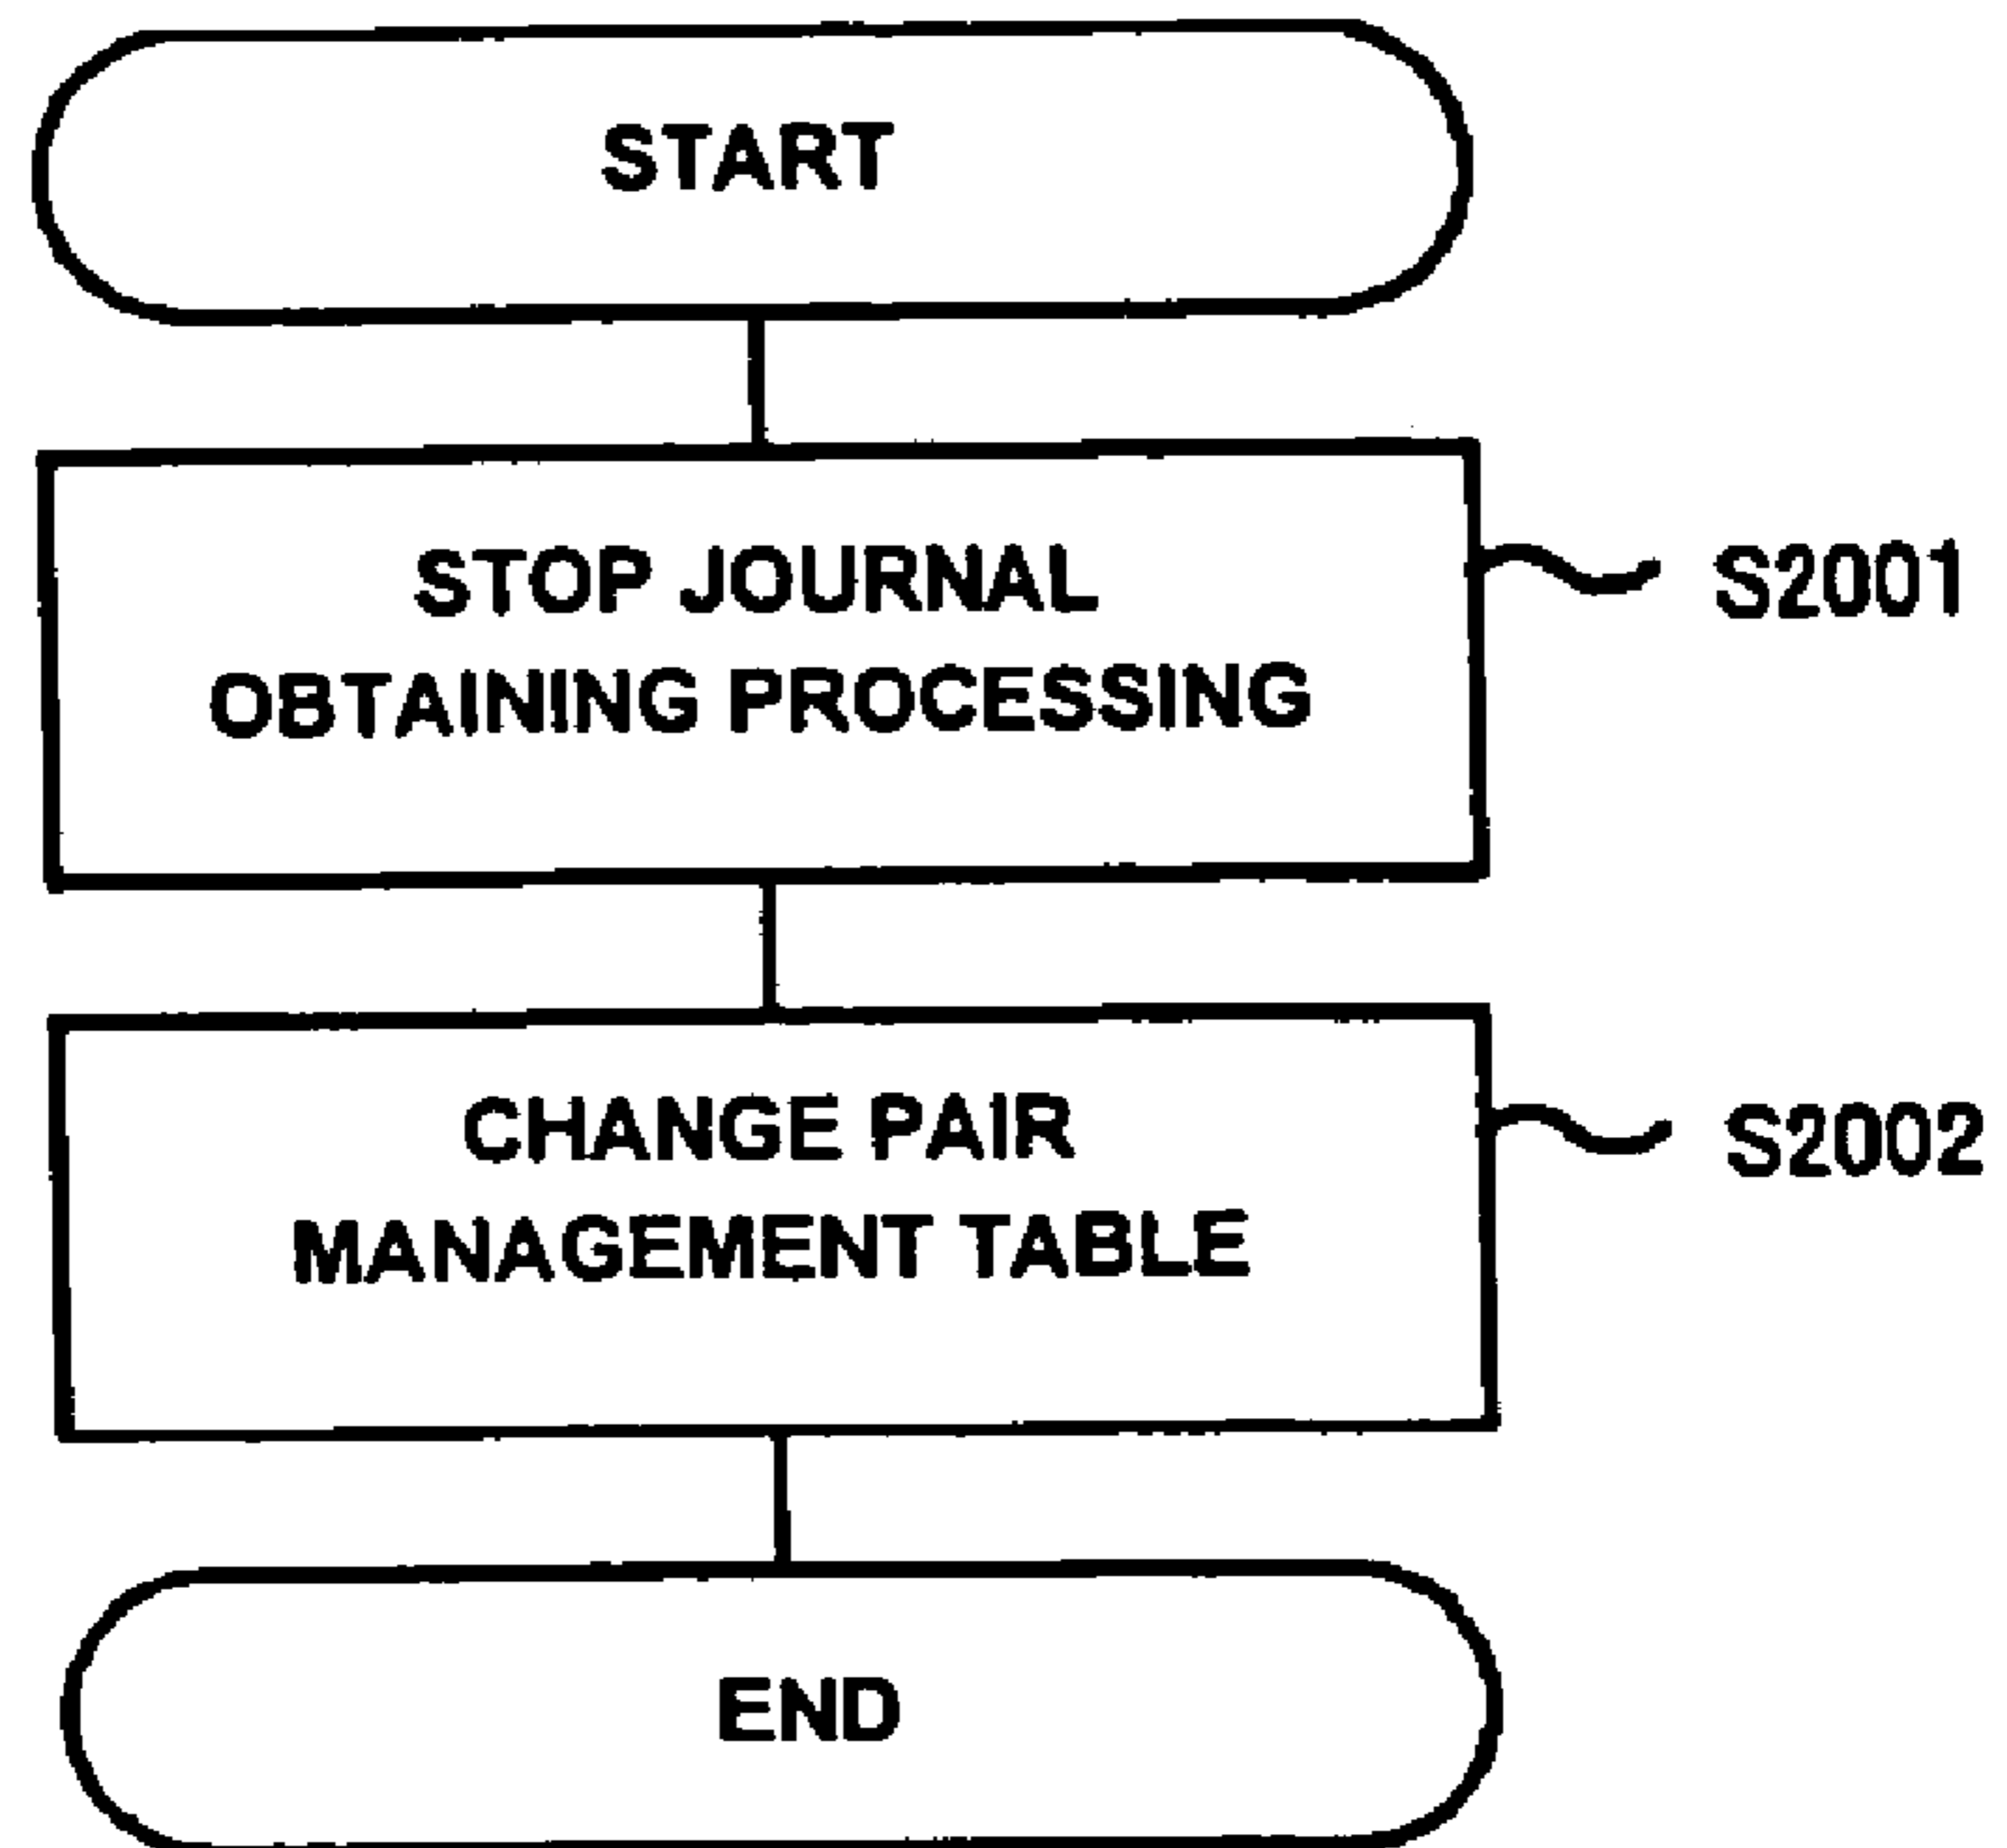 START
STOP JOURNAL
OBTAINING PROCESSING
S2001
CHANGE PAIR
MANAGEMENT TABLE
S2002
END